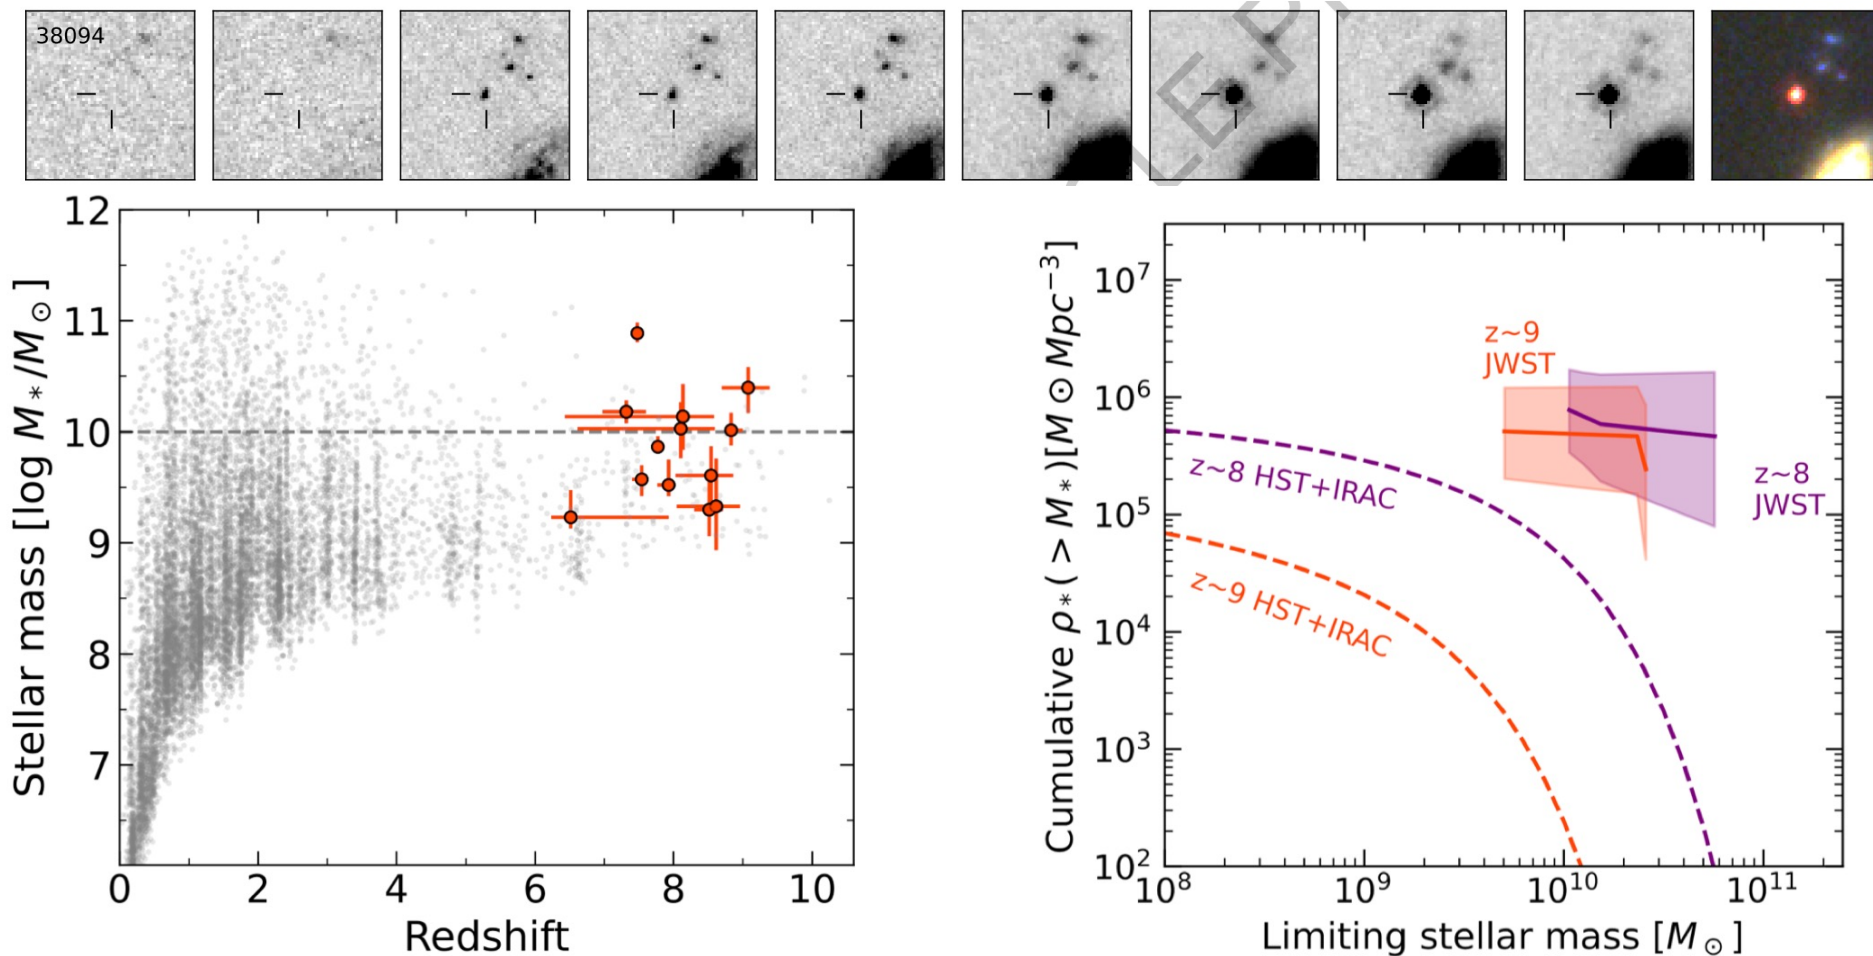 38094
LE P
12
11
10
9
8
7
Stellar mass [log M*/M⊙]
0 2 4 6 8 10
Redshift
10⁷
10⁶
10⁵
10⁴
10³
10²
Cumulative ρ*( > M*)[M⊙Mpc⁻³]
z~9
JWST
z~8
JWST
z~8 HST+IRAC
z~9 HST+IRAC
10⁸ 10⁹ 10¹⁰ 10¹¹
Limiting stellar mass [M⊙]